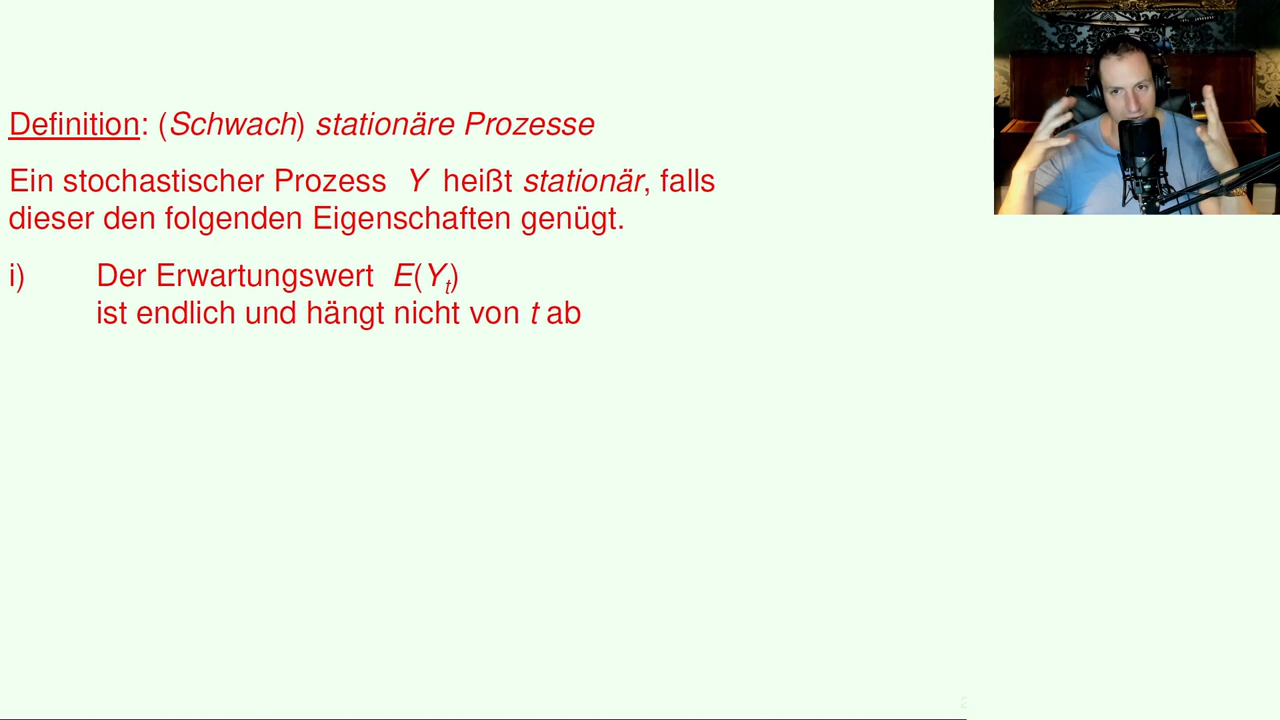 Definition: (Schwach) stationäre Prozesse
Ein stochastischer Prozess Y heißt stationär, falls
dieser den folgenden Eigenschaften genügt.
i) Der Erwartungswert E(Yt)
ist endlich und hängt nicht von t ab